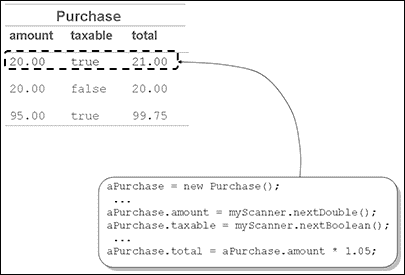 Purchase
amount taxable total
20.00 true 21.00
20.00 false 20.00
95.00 true 99.75
aPurchase = new Purchase();
...
aPurchase.amount = myScanner.nextDouble();
aPurchase.taxable = myScanner.nextBoolean();
...
aPurchase.total = aPurchase.amount * 1.05;